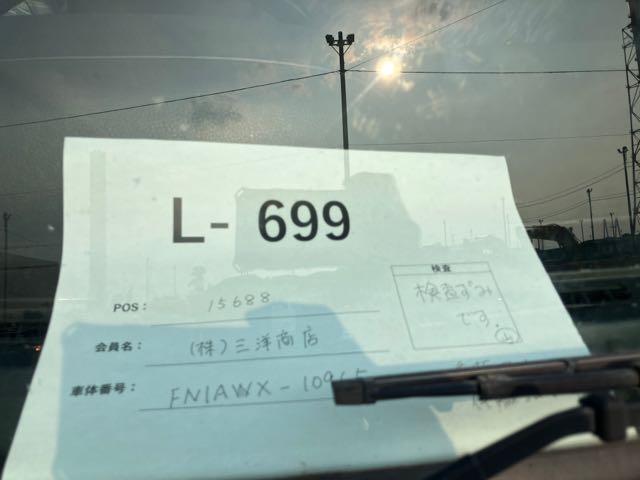 L- 699
POS: 15688
検査
検査ずみ
です。
会員名: (株)三洋商店
車体番号: FN1AWX-10965